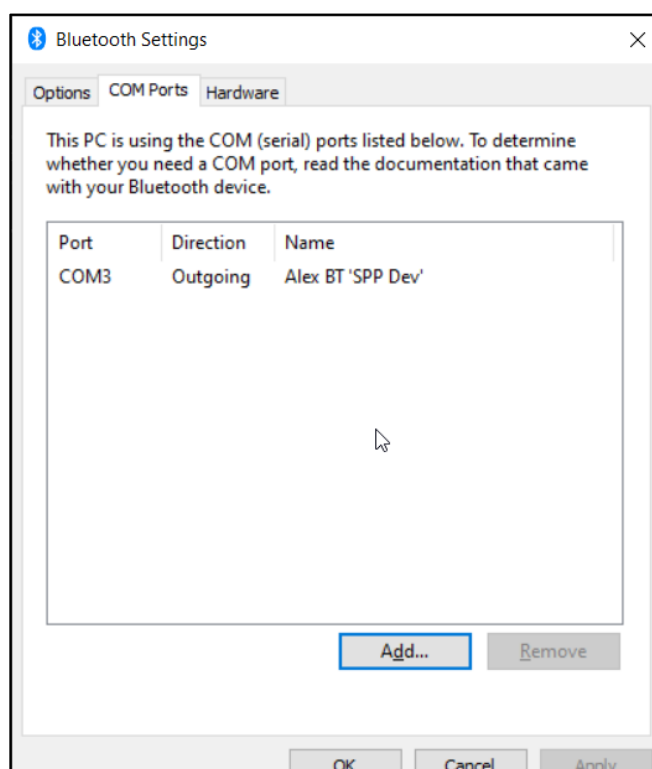 Bluetooth Settings
Options COM Ports Hardware
This PC is using the COM (serial) ports listed below. To determine
whether you need a COM port, read the documentation that came
with your Bluetooth device.
Port Direction Name
COM3 Outgoing Alex BT 'SPP Dev'
Add... Remove
OK Cancel Apply